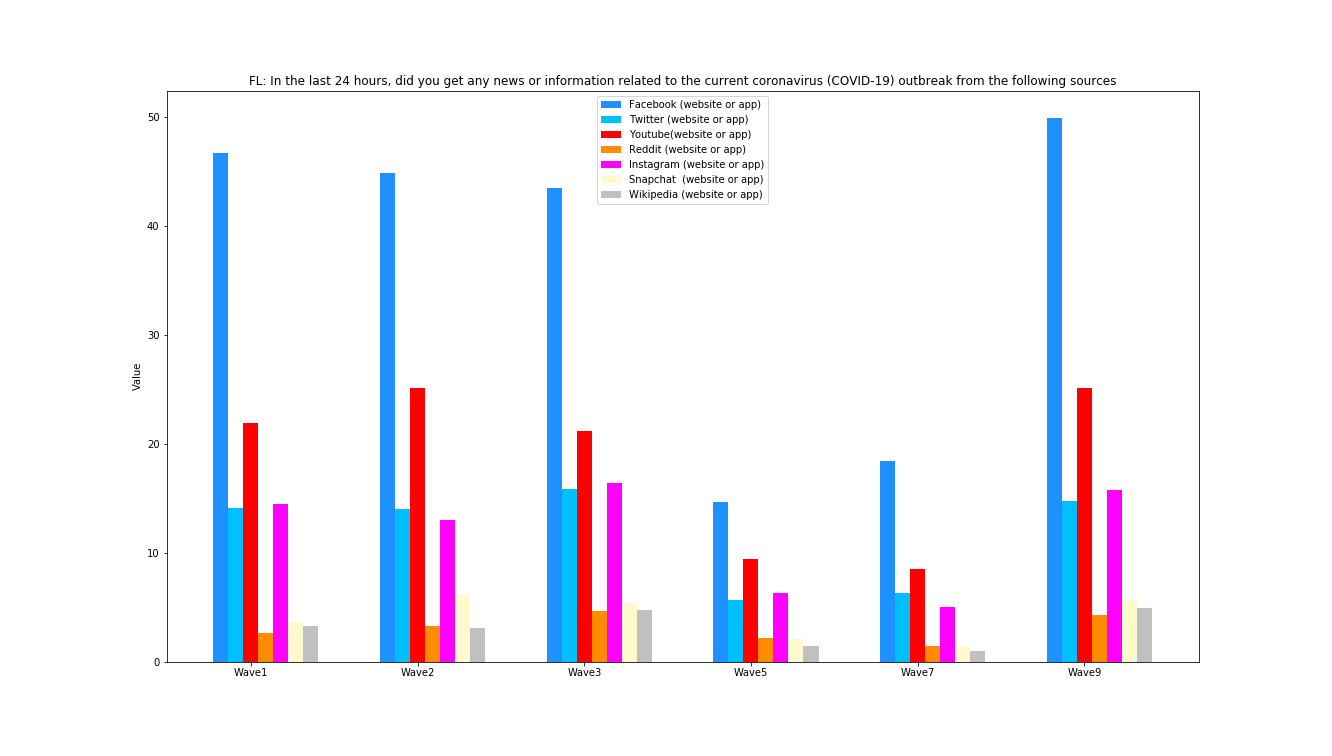 FL: In the last 24 hours, did you get any news or information related to the current coronavirus (COVID-19) outbreak from the following sources
Facebook (website or app)
Twitter (website or app)
Youtube(website or app)
Reddit (website or app)
Instagram (website or app)
Snapchat  (website or app)
Wikipedia (website or app)
50
40
30
20
10
0
Value
Wave1 Wave2 Wave3 Wave5 Wave7 Wave9